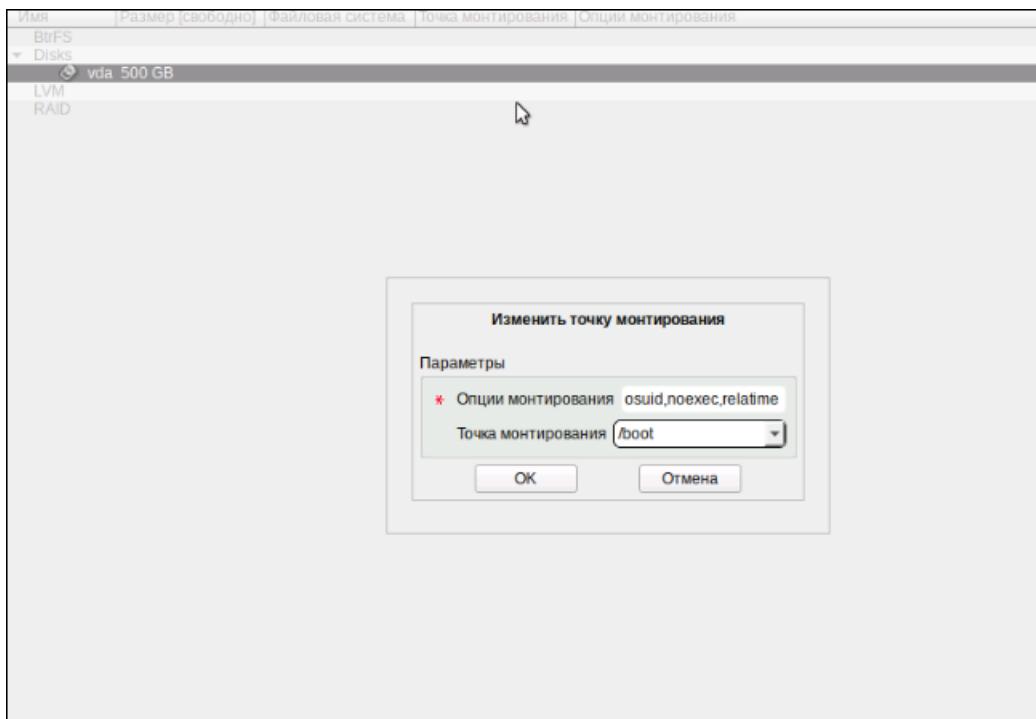 Имя Размер [свободно] Файловая система Точка монтирования Опции монтирования
BtrFS
Disks
vda 500 GB
LVM
RAID
Изменить точку монтирования
Параметры
* Опции монтирования osuid,noexec,relatime
Точка монтирования /boot
OK Отмена